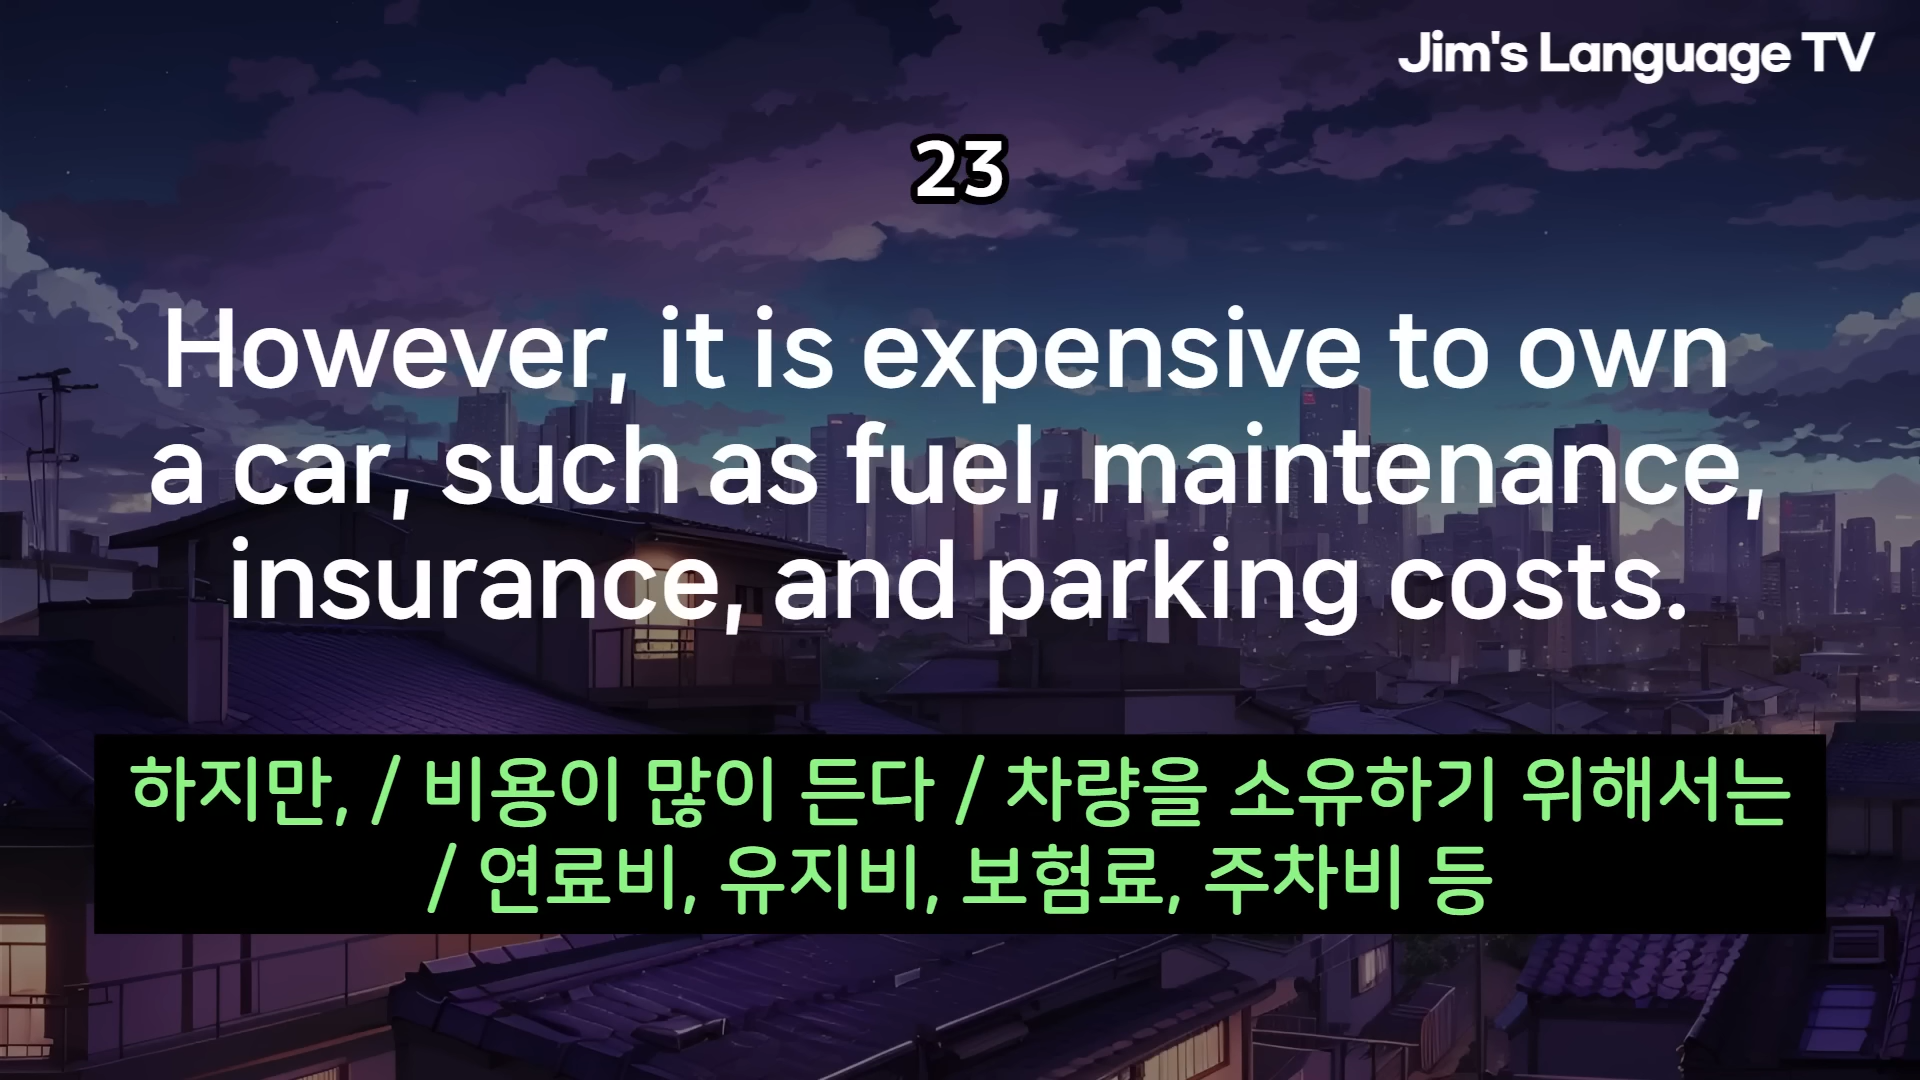 Jim's Language TV
23
However, it is expensive to own
a car, such as fuel, maintenance,
insurance, and parking costs.
하지만, / 비용이 많이 든다 / 차량을 소유하기 위해서는
/ 연료비, 유지비, 보험료, 주차비 등